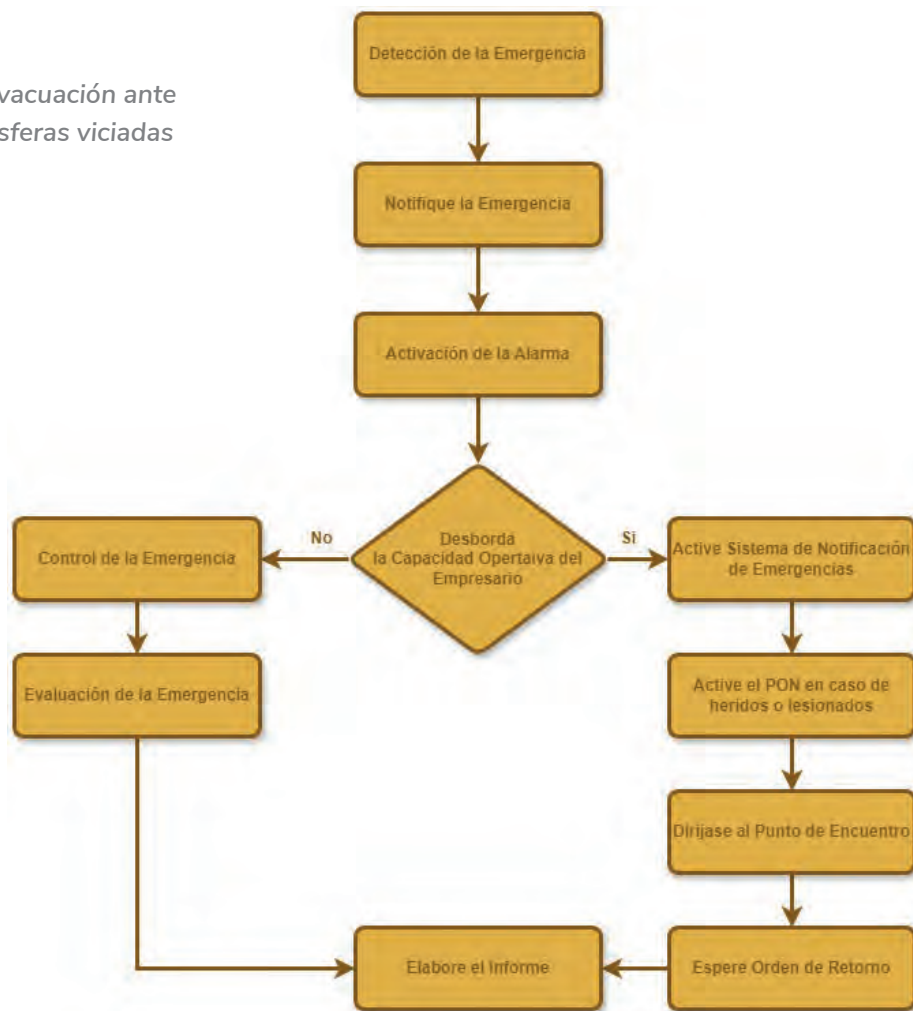 Detección de la Emergencia
vacuación ante
sferas viciadas
Notifique la Emergencia
Activación de la Alarma
Desborda
la Capacidad Opertaiva del
Empresario
No
Si
Control de la Emergencia
Active Sistema de Notificación
de Emergencias
Evaluación de la Emergencia
Active el PON en caso de
heridos o lesionados
Dirijase al Punto de Encuentro
Elabore el Informe
Espere Orden de Retorno